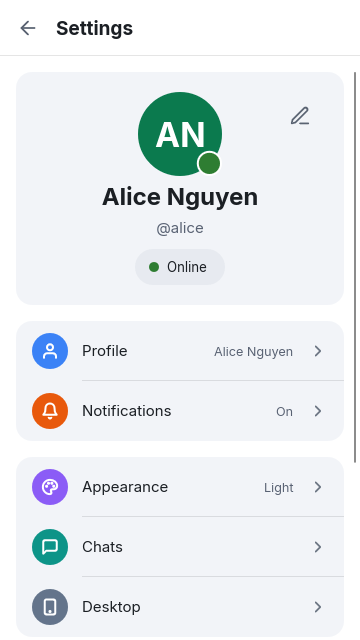 Settings
AN
Alice Nguyen
@alice
Online
Profile
Alice Nguyen
Notifications
On
Appearance
Light
Chats
Desktop